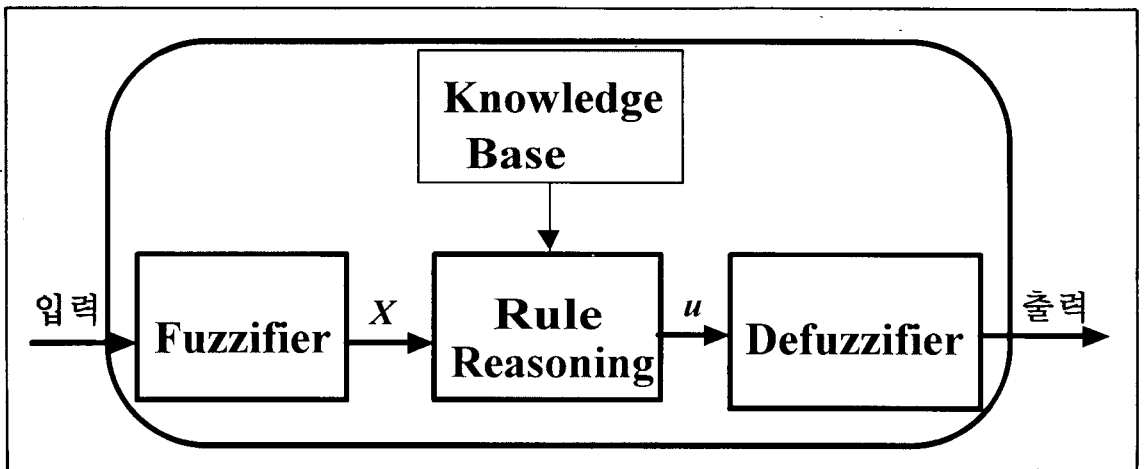 Knowledge
Base
입력
Fuzzifier
X
Rule
Reasoning
u
Defuzzifier
출력